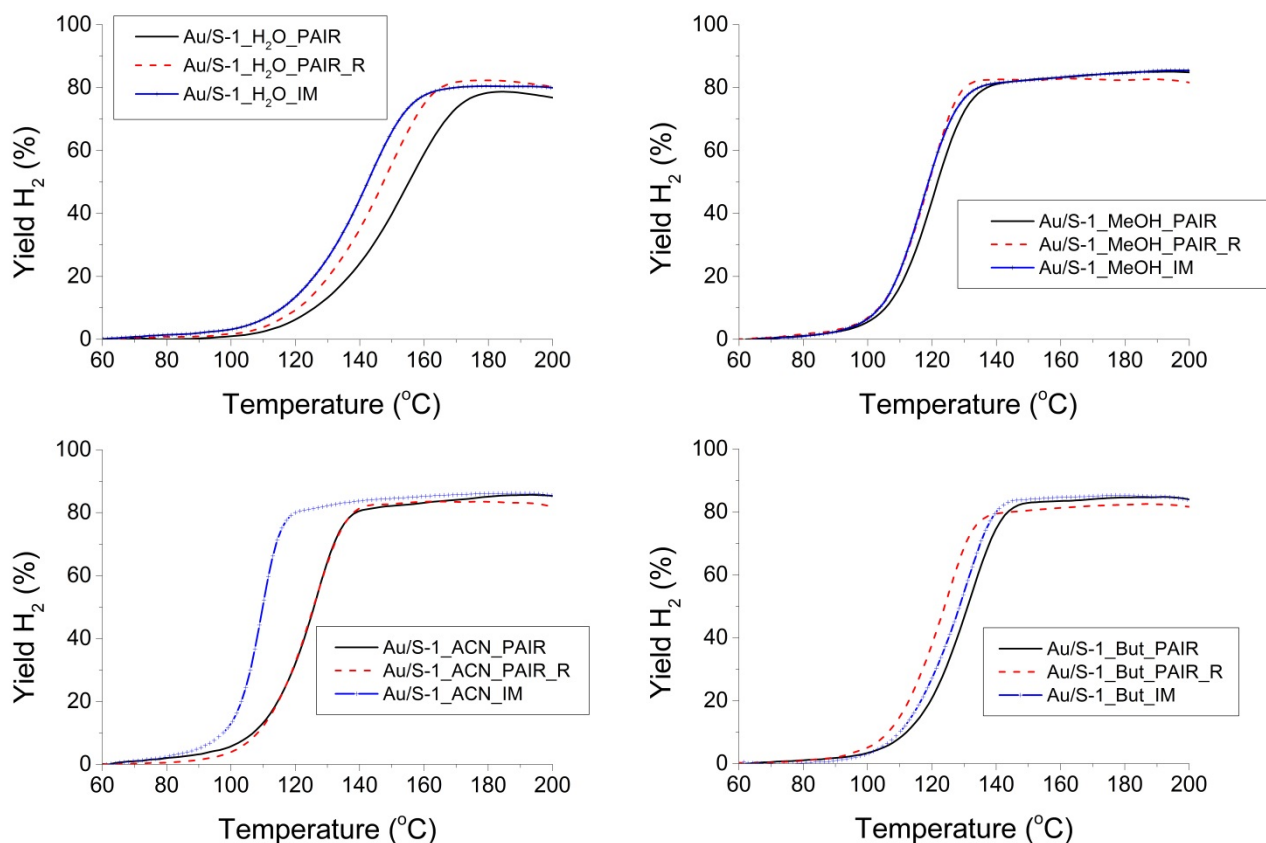 100
80
60
40
20
0
Yield H₂ (%)
Au/S-1_H₂O_PAIR
Au/S-1_H₂O_PAIR_R
Au/S-1_H₂O_IM
60 80 100 120 140 160 180 200
Temperature (°C)
100
80
60
40
20
0
Yield H₂ (%)
Au/S-1_MeOH_PAIR
Au/S-1_MeOH_PAIR_R
Au/S-1_MeOH_IM
60 80 100 120 140 160 180 200
Temperature (°C)
100
80
60
40
20
0
Yield H₂ (%)
Au/S-1_ACN_PAIR
Au/S-1_ACN_PAIR_R
Au/S-1_ACN_IM
60 80 100 120 140 160 180 200
Temperature (°C)
100
80
60
40
20
0
Yield H₂ (%)
Au/S-1_But_PAIR
Au/S-1_But_PAIR_R
Au/S-1_But_IM
60 80 100 120 140 160 180 200
Temperature (°C)